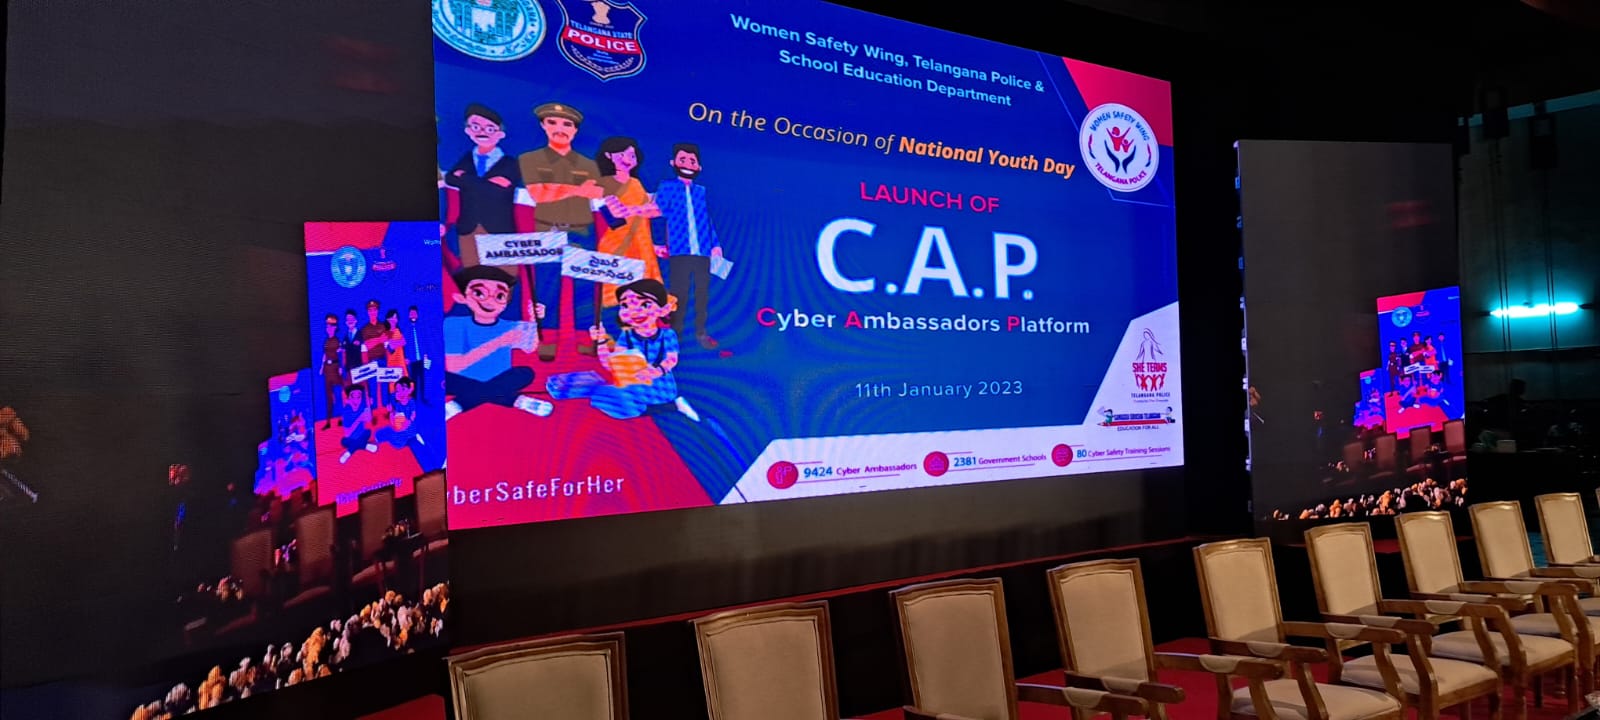 TELANGANA STATE
POLICE
Women Safety Wing, Telangana Police &
School Education Department
On the Occasion of National Youth Day
WOMEN SAFETY WING
TELANGANA POLICE
LAUNCH OF
C.A.P.
Cyber Ambassadors Platform
11th January 2023
CYBER
AMBASSADOR
సైబర్
అంబాసిడర్
SHE TEAMS
TELANGANA POLICE
EDUCATION FOR ALL
9424 Cyber Ambassadors
2381 Government Schools
80 Cyber Safety Training Sessions
berSafeForHer